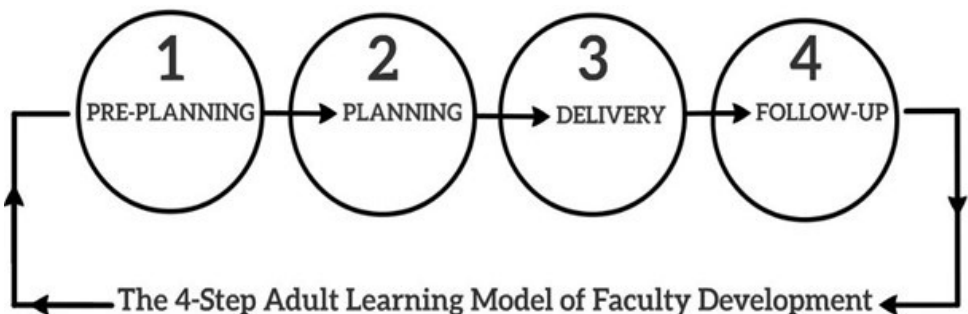 1
PRE-PLANNING
2
PLANNING
3
DELIVERY
4
FOLLOW-UP
The 4-Step Adult Learning Model of Faculty Development